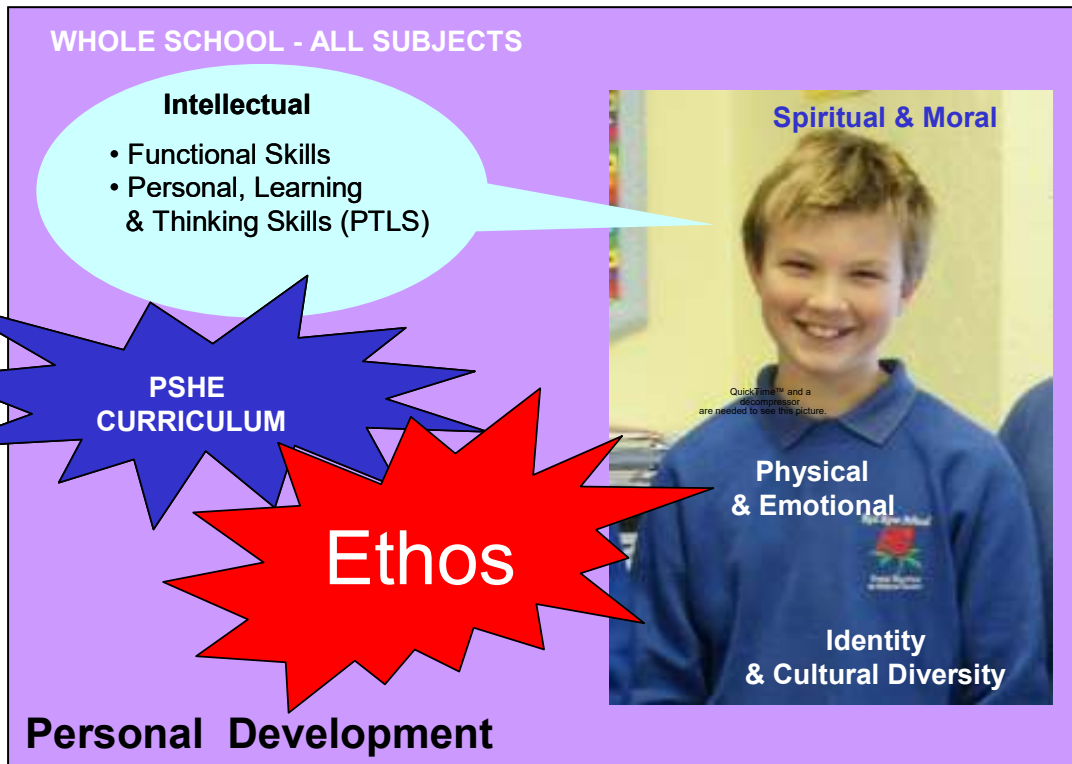 WHOLE SCHOOL - ALL SUBJECTS
Intellectual
• Functional Skills
• Personal, Learning
& Thinking Skills (PTLS)
PSHE
CURRICULUM
Ethos
Spiritual & Moral
QuickTime™ and a
decompressor
are needed to see this picture.
Physical
& Emotional
Identity
& Cultural Diversity
Personal Development